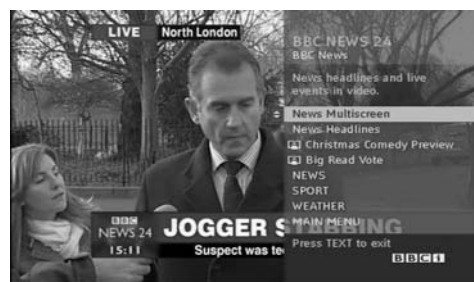 LIVE North London
BBC NEWS 24
BBC News
News headlines and live
events in video.
News Multiscreen
News Headlines
Christmas Comedy Preview
Big Read Vote
NEWS
SPORT
WEATHER
MAIN MENU
Press TEXT to exit
BBC 1
BBC
NEWS 24
15:11
JOGGER STABBING
Suspect was